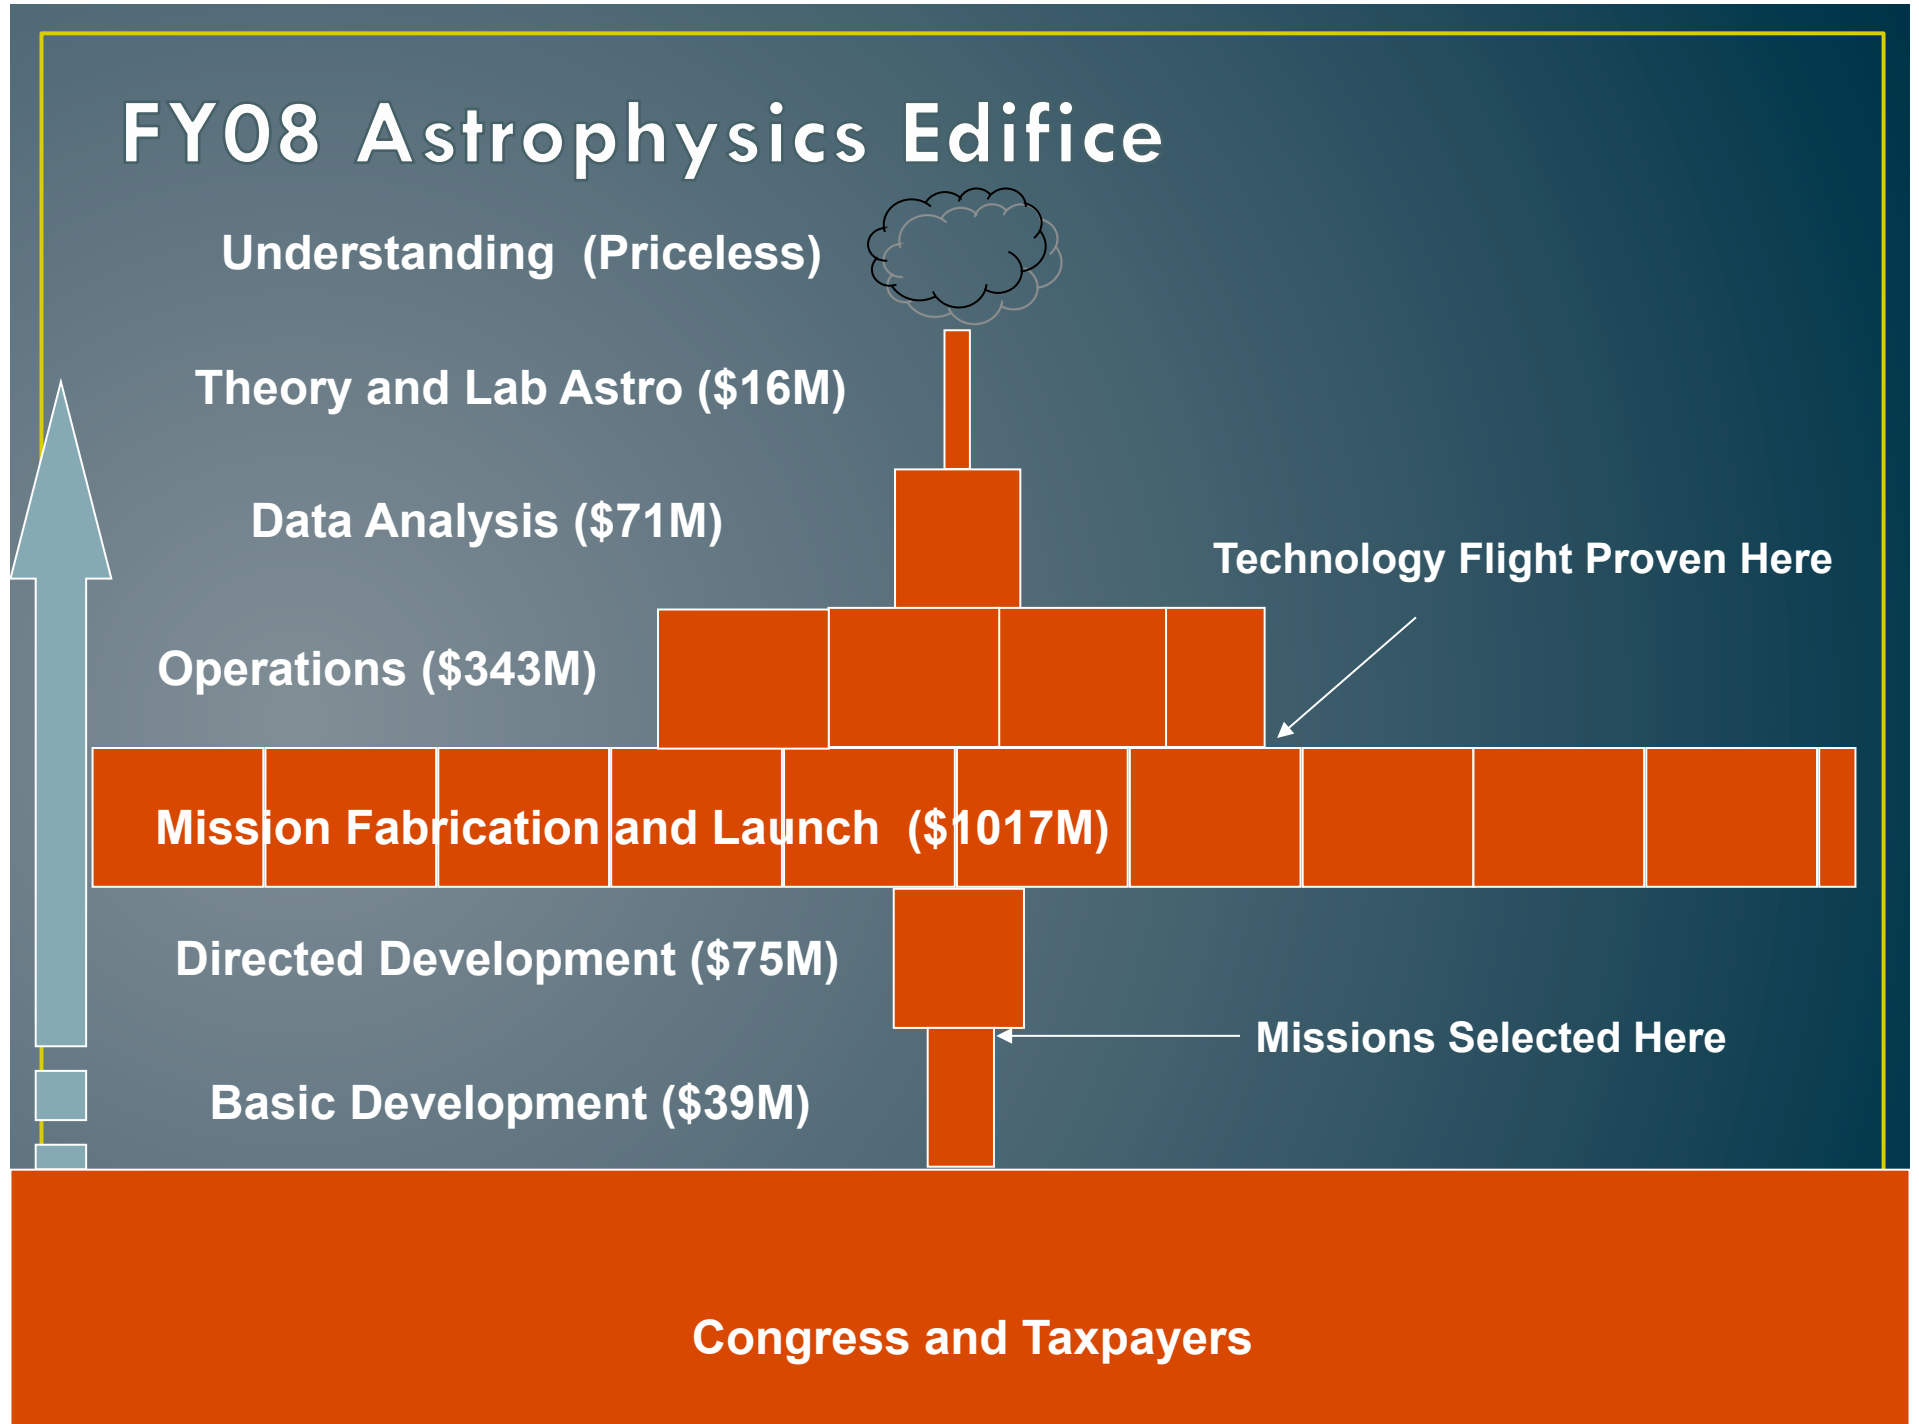 FY08 Astrophysics Edifice
Understanding (Priceless)
Theory and Lab Astro ($16M)
Data Analysis ($71M)
Technology Flight Proven Here
Operations ($343M)
Mission Fabrication and Launch ($1017M)
Directed Development ($75M)
Missions Selected Here
Basic Development ($39M)
Congress and Taxpayers